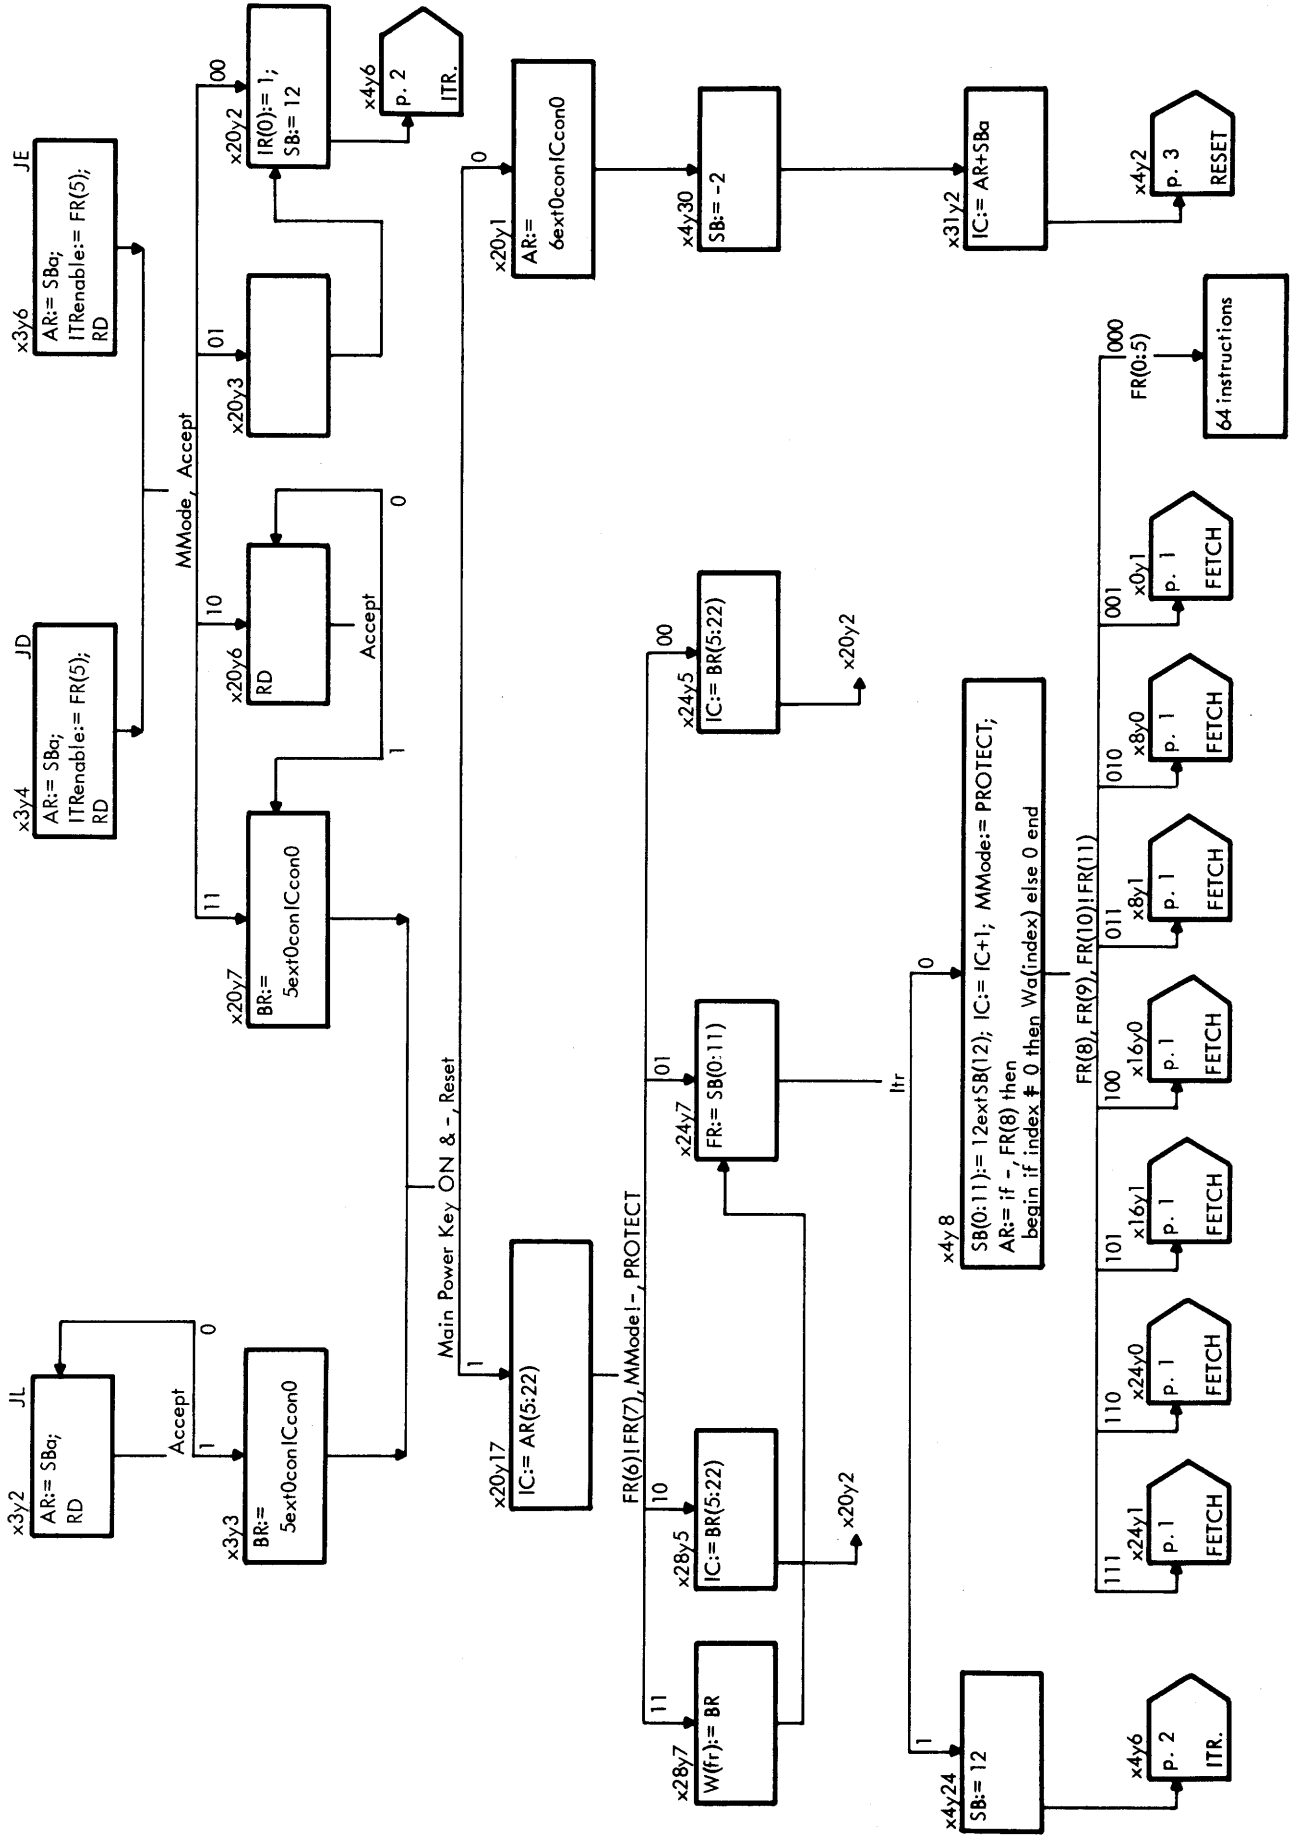 x3y2
JL
AR:= SBa;
RD
Accept
0
1
x3y3
BR:=
5ext0conICcon0
x3y4
JD
AR:= SBa;
ITRenable:= FR(5);
RD
x3y6
JE
AR:= SBa;
ITRenable:= FR(5);
RD
MMode, Accept
11
10
01
00
x20y7
BR:=
5ext0conICcon0
x20y6
RD
Accept
1
0
x20y3
x20y2
IR(0):= 1;
SB:= 12
x4y6
p. 2
ITR.
Main Power Key ON & -, Reset
1
0
x20y17
IC:= AR(5:22)
x20y1
AR:=
6ext0conICcon0
x4y30
SB:= -2
x31y2
IC:= AR+SBa
x4y2
p. 3
RESET
FR(6)! FR(7), MMode!-, PROTECT
11
10
01
00
x28y7
W(fr):= BR
x28y5
IC:= BR(5:22)
x20y2
x24y7
FR:= SB(0:11)
x24y5
IC:= BR(5:22)
x20y2
Itr
1
0
x4y24
SB:= 12
x4y6
p. 2
ITR.
x4y8
SB(0:11):= 12extSB(12); IC:= IC+1; MMode:= PROTECT;
AR:= if -, FR(8) then
begin if index ≠ 0 then Wa(index) else 0 end
FR(8), FR(9), FR(10)! FR(11)
111
110
101
100
011
010
001
000
FR(0:5)
x24y1
p. 1
FETCH
x24y0
p. 1
FETCH
x16y1
p. 1
FETCH
x16y0
p. 1
FETCH
x8y1
p. 1
FETCH
x8y0
p. 1
FETCH
x0y1
p. 1
FETCH
64 instructions